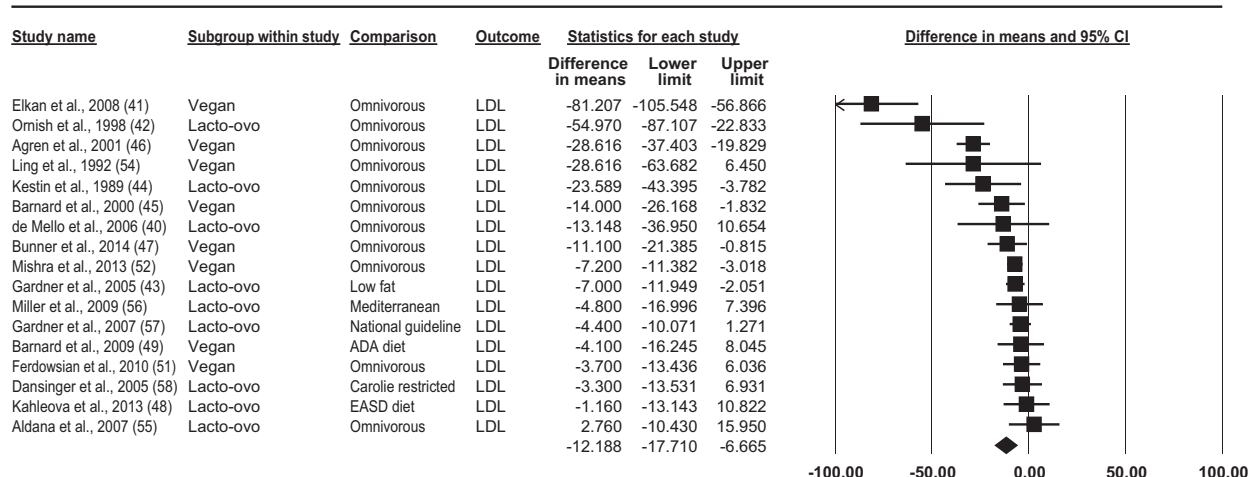 Study name Subgroup within study Comparison Outcome Statistics for each study Difference in means and 95% CI
Difference in means Lower limit Upper limit
Elkan et al., 2008 (41) Vegan Omnivorous LDL -81.207 -105.548 -56.866
Ornish et al., 1998 (42) Lacto-ovo Omnivorous LDL -54.970 -87.107 -22.833
Agren et al., 2001 (46) Vegan Omnivorous LDL -28.616 -37.403 -19.829
Ling et al., 1992 (54) Vegan Omnivorous LDL -28.616 -63.682 6.450
Kestin et al., 1989 (44) Lacto-ovo Omnivorous LDL -23.589 -43.395 -3.782
Barnard et al., 2000 (45) Vegan Omnivorous LDL -14.000 -26.168 -1.832
de Mello et al., 2006 (40) Lacto-ovo Omnivorous LDL -13.148 -36.950 10.654
Bunner et al., 2014 (47) Vegan Omnivorous LDL -11.100 -21.385 -0.815
Mishra et al., 2013 (52) Vegan Omnivorous LDL -7.200 -11.382 -3.018
Gardner et al., 2005 (43) Lacto-ovo Low fat LDL -7.000 -11.949 -2.051
Miller et al., 2009 (56) Lacto-ovo Mediterranean LDL -4.800 -16.996 7.396
Gardner et al., 2007 (57) Lacto-ovo National guideline LDL -4.400 -10.071 1.271
Barnard et al., 2009 (49) Vegan ADA diet LDL -4.100 -16.245 8.045
Ferdowsian et al., 2010 (51) Vegan Omnivorous LDL -3.700 -13.436 6.036
Dansinger et al., 2005 (58) Lacto-ovo Carolie restricted LDL -3.300 -13.531 6.931
Kahleova et al., 2013 (48) Lacto-ovo EASD diet LDL -1.160 -13.143 10.822
Aldana et al., 2007 (55) Lacto-ovo Omnivorous LDL 2.760 -10.430 15.950
-12.188 -17.710 -6.665
-100.00 -50.00 0.00 50.00 100.00